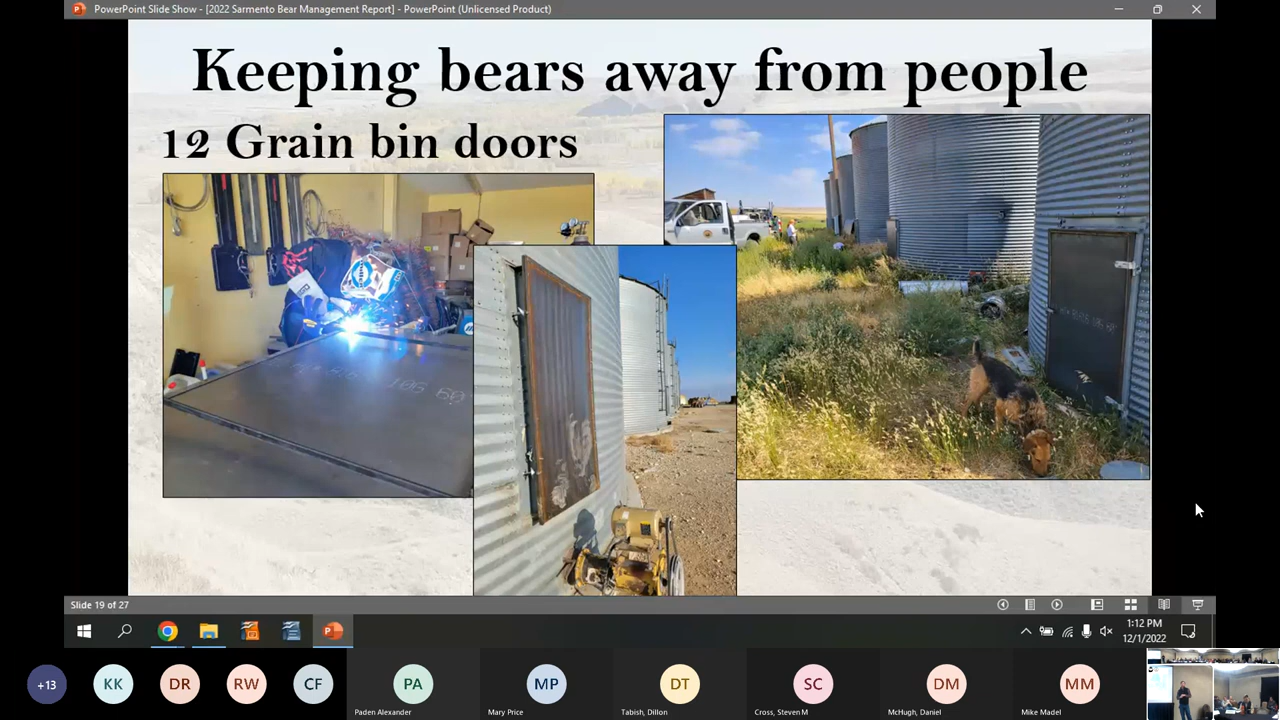 PowerPoint Slide Show - [2022 Sarmento Bear Management Report] - PowerPoint (Unlicensed Product)
Keeping bears away from people
12 Grain bin doors
Slide 19 of 27
1:12 PM
12/1/2022
+13
KK
DR
RW
CF
PA
MP
DT
SC
DM
MM
Paden Alexander
Mary Price
Tabish, Dillon
Cross, Steven M
McHugh, Daniel
Mike Madel